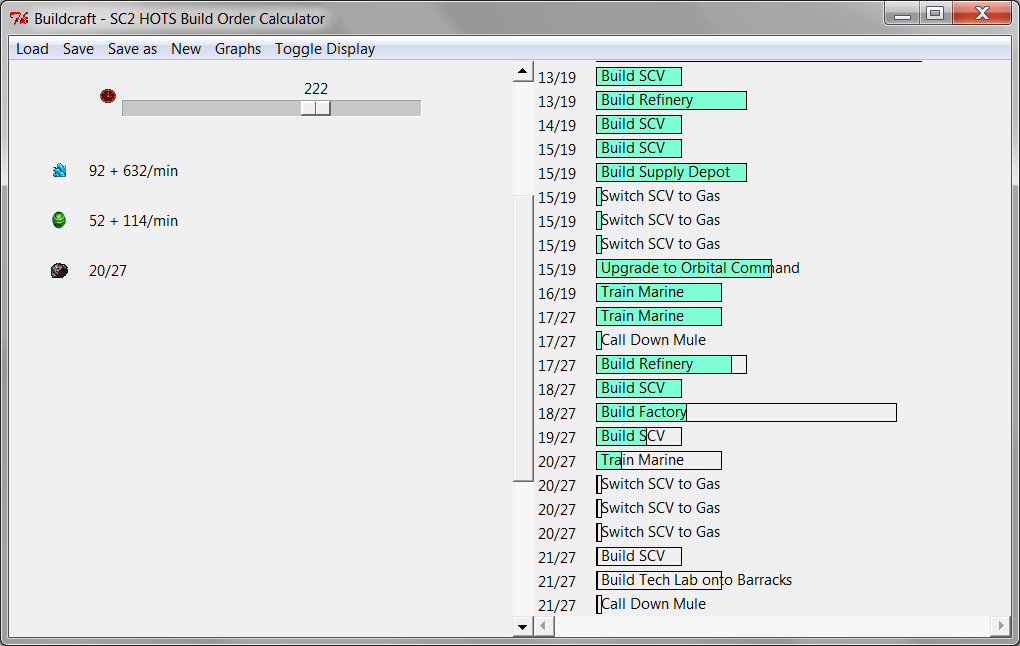 Buildcraft - SC2 HOTS Build Order Calculator
Load Save Save as New Graphs Toggle Display
222
92 + 632/min
52 + 114/min
20/27
13/19 Build SCV
13/19 Build Refinery
14/19 Build SCV
15/19 Build SCV
15/19 Build Supply Depot
15/19 Switch SCV to Gas
15/19 Switch SCV to Gas
15/19 Switch SCV to Gas
15/19 Upgrade to Orbital Command
16/19 Train Marine
17/27 Train Marine
17/27 Call Down Mule
17/27 Build Refinery
18/27 Build SCV
18/27 Build Factory
19/27 Build SCV
20/27 Train Marine
20/27 Switch SCV to Gas
20/27 Switch SCV to Gas
20/27 Switch SCV to Gas
21/27 Build SCV
21/27 Build Tech Lab onto Barracks
21/27 Call Down Mule